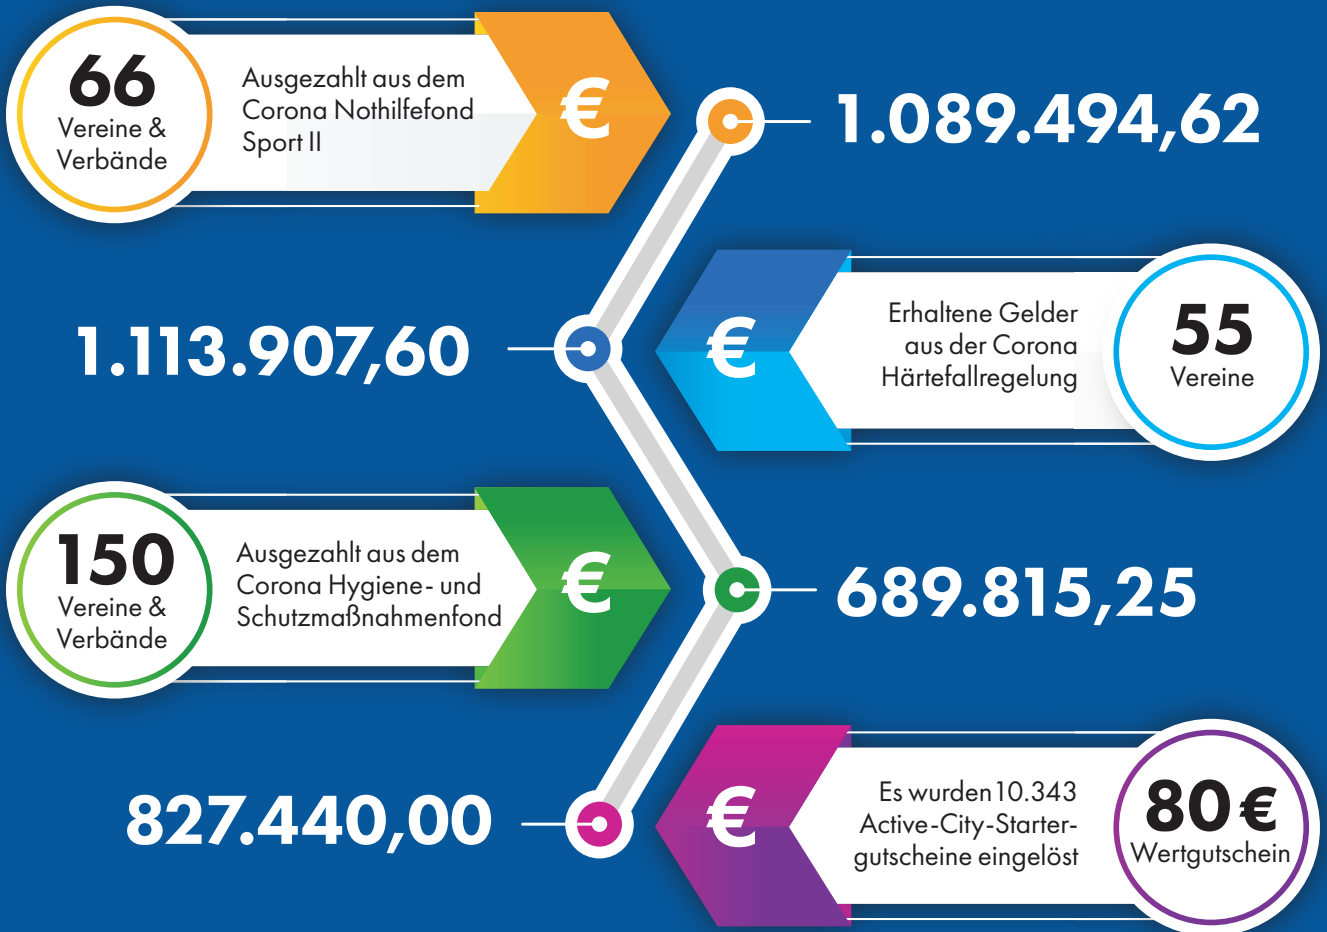 66
Vereine &
Verbände
Ausgezahlt aus dem
Corona Nothilfefond
Sport II
€
1.089.494,62
1.113.907,60
€
Erhaltene Gelder
aus der Corona
Härtefallregelung
55
Vereine
150
Vereine &
Verbände
Ausgezahlt aus dem
Corona Hygiene- und
Schutzmaßnahmenfond
€
689.815,25
827.440,00
€
Es wurden 10.343
Active-City-Starter-
gutscheine eingelöst
80 €
Wertgutschein